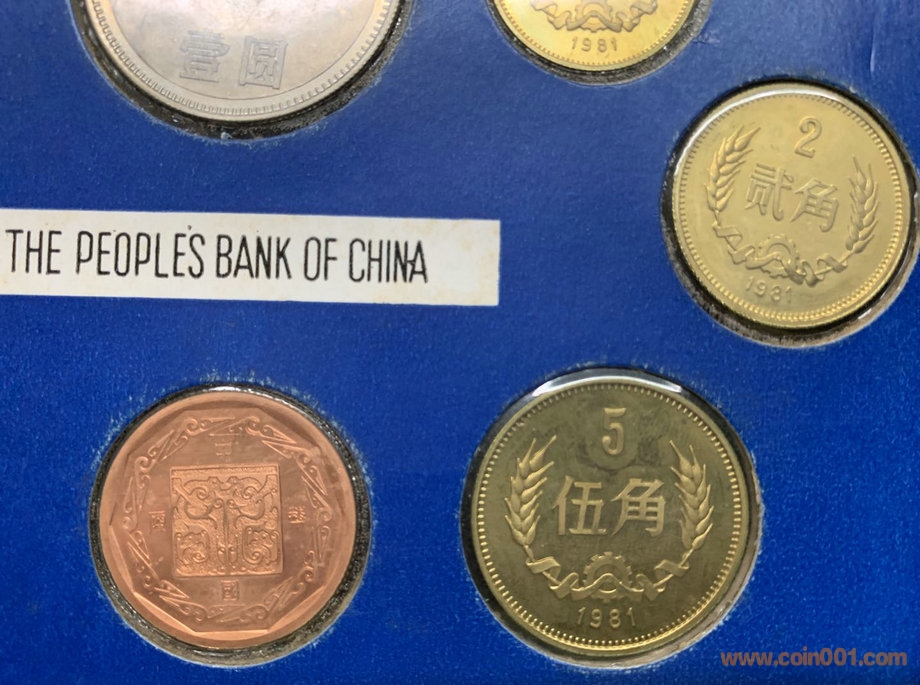 壹圆
1981
2
贰角
1981
THE PEOPLE'S BANK OF CHINA
5
伍角
1981
www.coin001.com